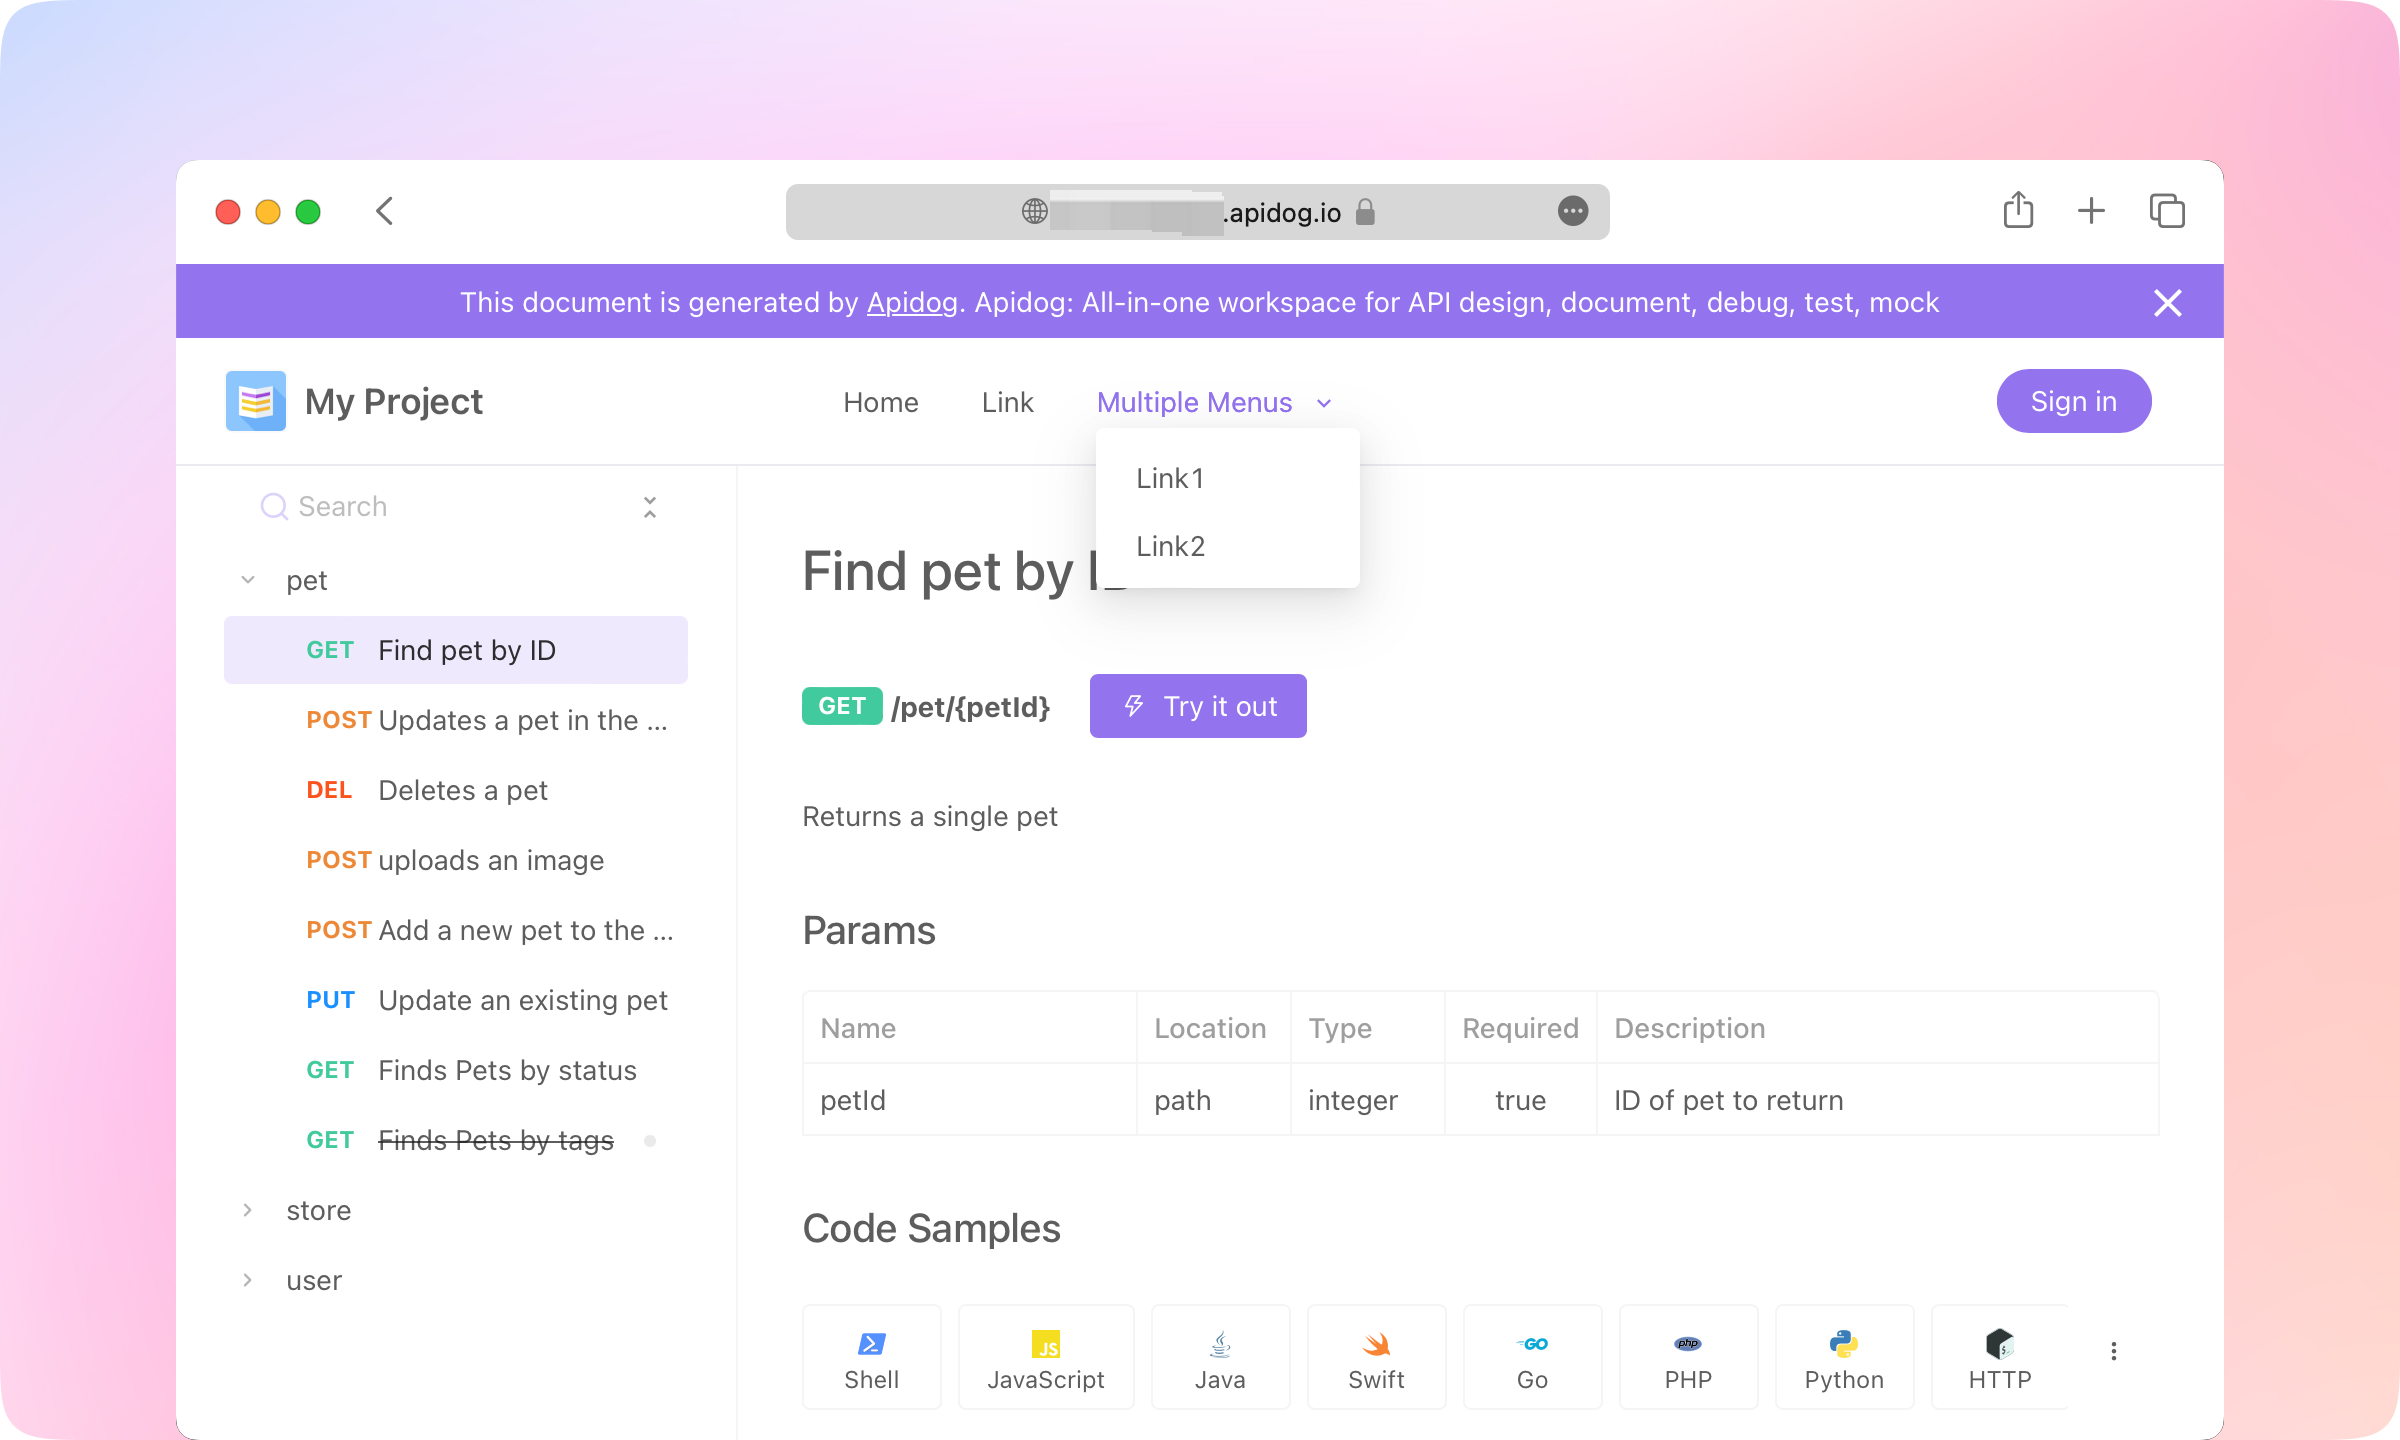 .apidog.io
This document is generated by Apidog. Apidog: All-in-one workspace for API design, document, debug, test, mock
My Project
Home
Link
Multiple Menus
Sign in
Link1
Link2
Search
pet
GET Find pet by ID
POST Updates a pet in the ...
DEL Deletes a pet
POST uploads an image
POST Add a new pet to the ...
PUT Update an existing pet
GET Finds Pets by status
GET Finds Pets by tags
store
user
Find pet by ID
GET /pet/{petId}
Try it out
Returns a single pet
Params
Name Location Type Required Description
petId path integer true ID of pet to return
Code Samples
JS
GO
php
Shell JavaScript Java Swift Go PHP Python HTTP